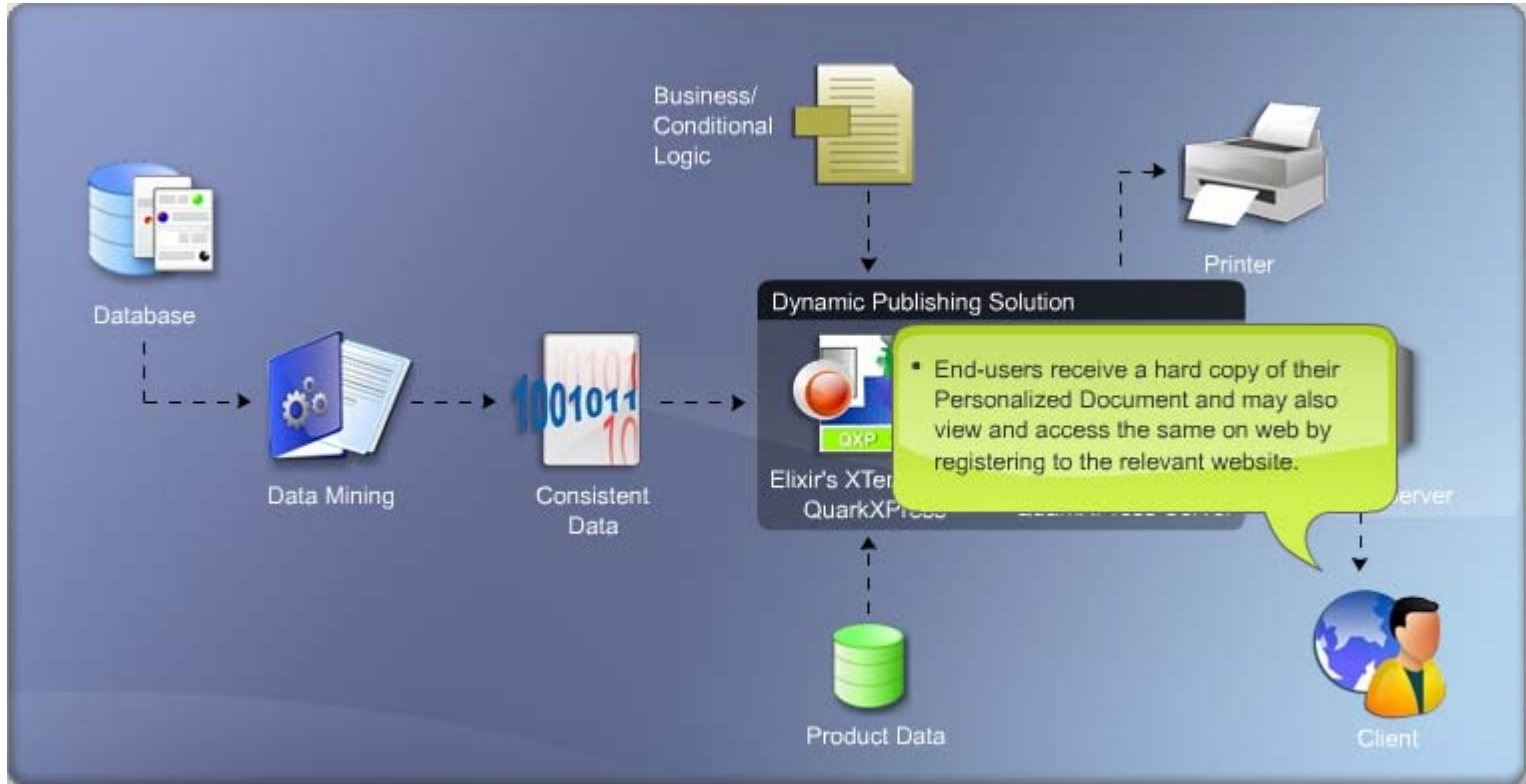 Business/
Conditional
Logic
Printer
Database
Dynamic Publishing Solution
• End-users receive a hard copy of their
Personalized Document and may also
view and access the same on web by
registering to the relevant website.
10101
1001011
10
QXP
Elixir's
QuarkXPress
Data Mining
Consistent
Data
Product Data
Client